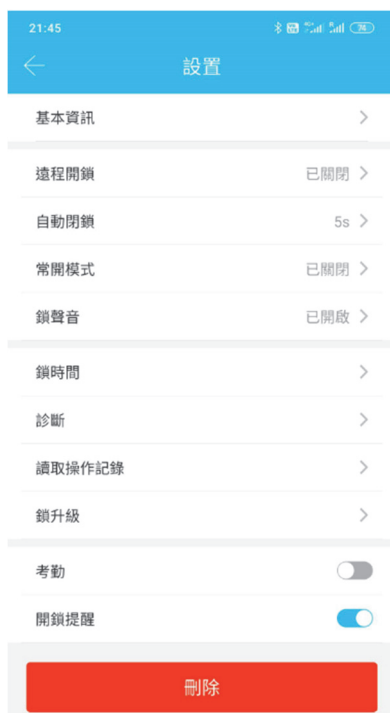 21:45
設置
基本資訊
遠程開鎖 已關閉
自動閉鎖 5s
常開模式 已關閉
鎖聲音 已開啟
鎖時間
診斷
讀取操作記錄
鎖升級
考勤
開鎖提醒
刪除